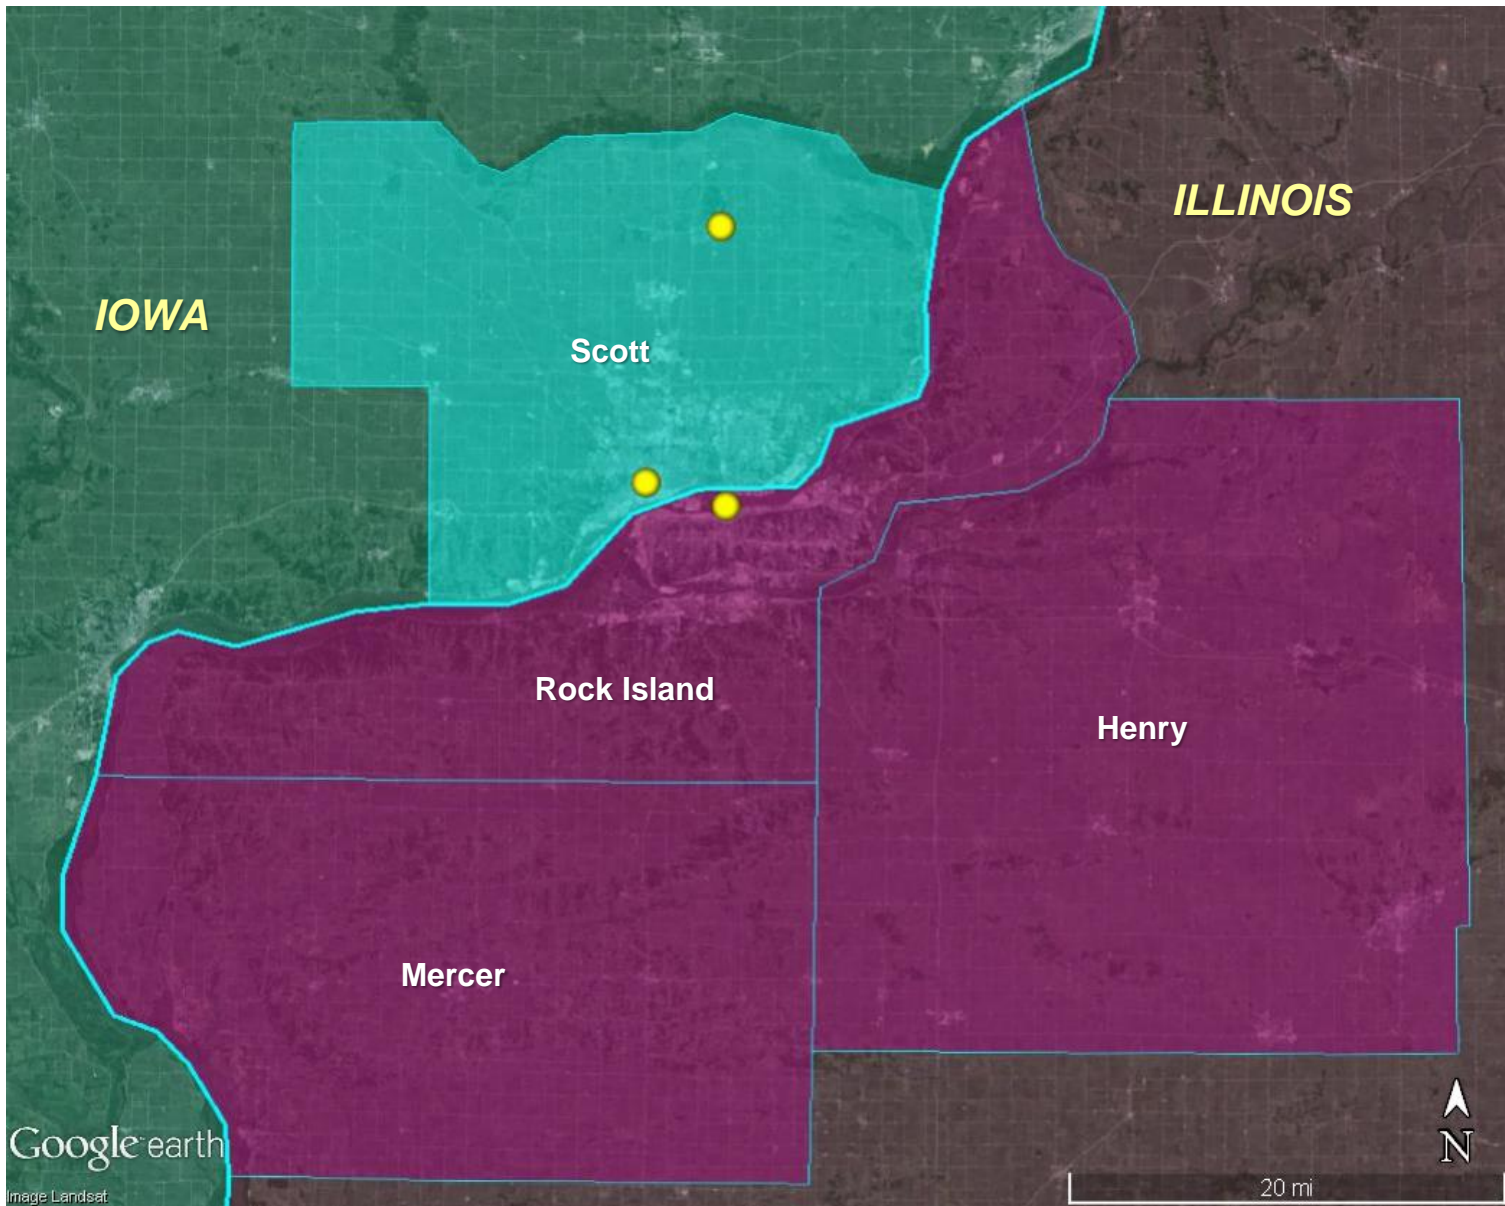 ILLINOIS
IOWA
Scott
Rock Island
Henry
Mercer
N
Google earth
20 mi
Image Landsat